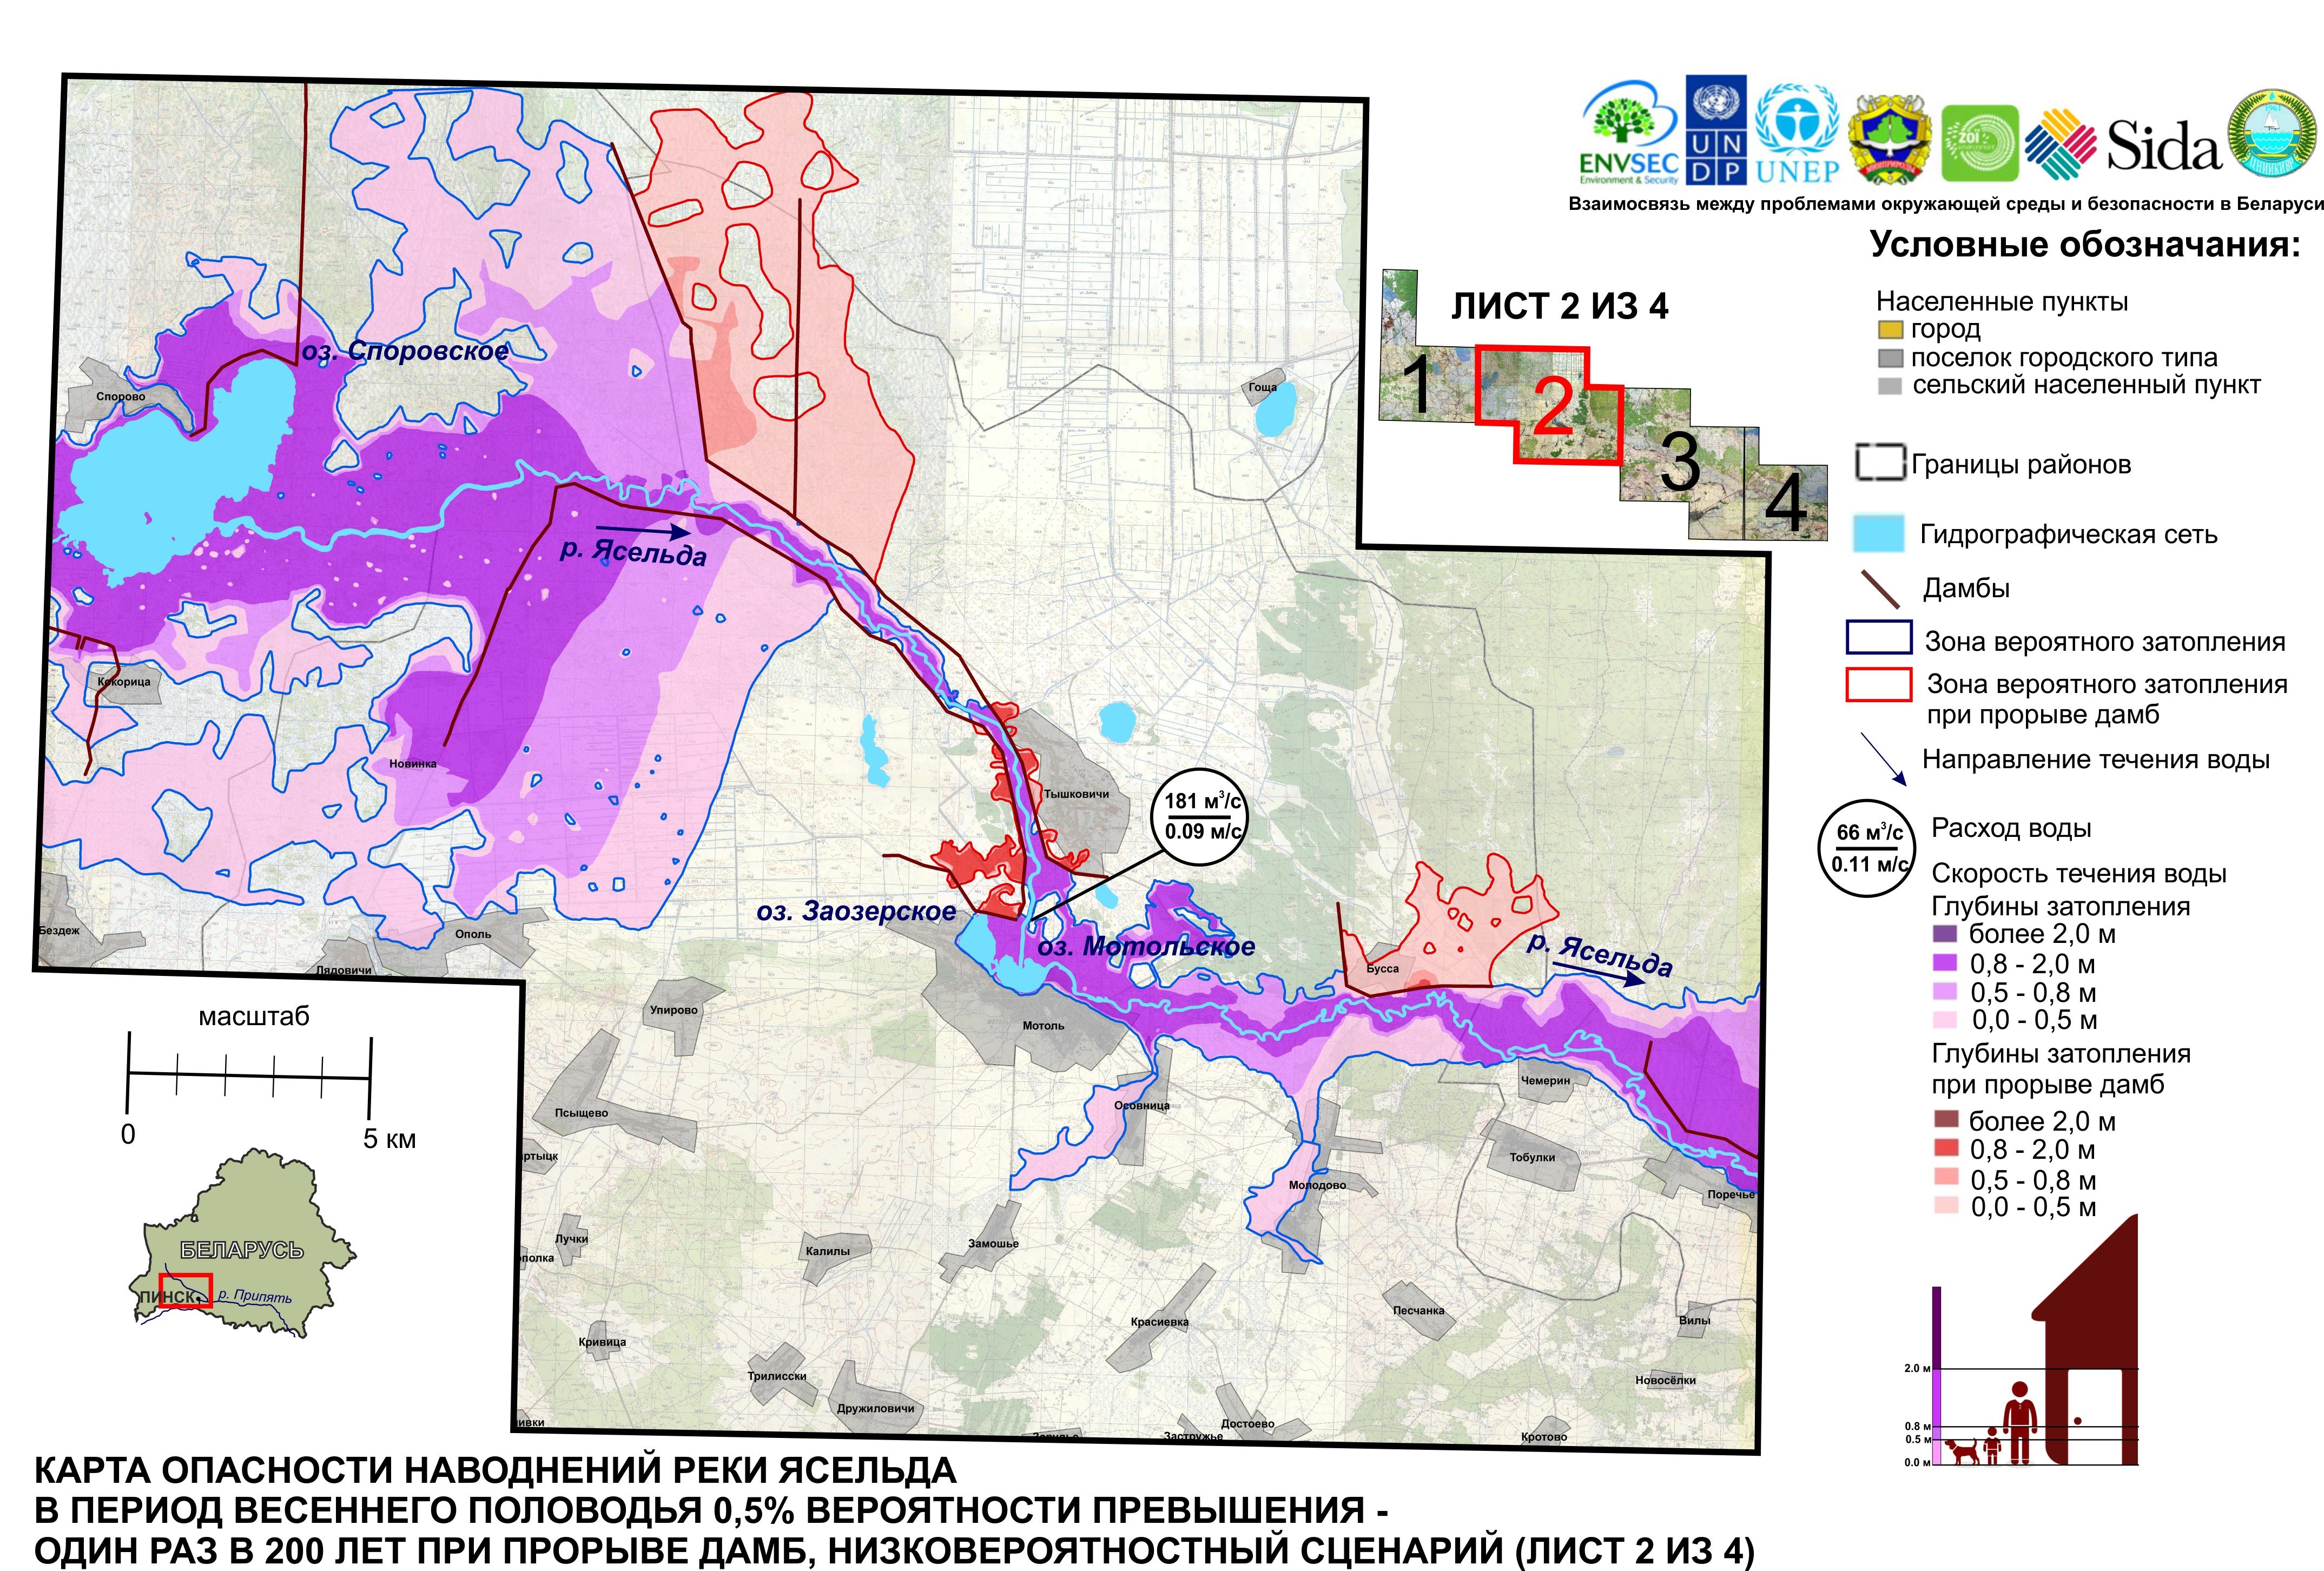 ENVSEC
Environment & Security
UN
DP
UNEP
ZOI
Sida
Взаимосвязь между проблемами окружающей среды и безопасности в Беларуси
Условные обозначания:
Населенные пункты
город
поселок городского типа
сельский населенный пункт
Границы районов
Гидрографическая сеть
Дамбы
Зона вероятного затопления
Зона вероятного затопления
при прорыве дамб
Направление течения воды
66 м³/с
0.11 м/с
Расход воды
Скорость течения воды
Глубины затопления
более 2,0 м
0,8 - 2,0 м
0,5 - 0,8 м
0,0 - 0,5 м
Глубины затопления
при прорыве дамб
более 2,0 м
0,8 - 2,0 м
0,5 - 0,8 м
0,0 - 0,5 м
2.0 м
0.8 м
0.5 м
0.0 м
ЛИСТ 2 ИЗ 4
1
2
3
4
оз. Споровское
Спорово
Гоща
р. Ясельда
Кокорица
Новинка
Тышковичи
181 м³/с
0.09 м/с
оз. Заозерское
оз. Мотольское
р. Ясельда
Бусса
Бездеж
Ополь
Лядовичи
Упирово
Мотоль
Чемерин
Псыщево
Осовница
артыцк
Тобулки
Молодово
Поречье
Лучки
ополка
Калилы
Замошье
Песчанка
Красиевка
Вилы
Кривица
Трилисски
Новосёлки
Дружиловичи
Достоево
ивки
Застружье
Кротово
масштаб
0
5 км
БЕЛАРУСЬ
ПИНСК
р. Припять
КАРТА ОПАСНОСТИ НАВОДНЕНИЙ РЕКИ ЯСЕЛЬДА
В ПЕРИОД ВЕСЕННЕГО ПОЛОВОДЬЯ 0,5% ВЕРОЯТНОСТИ ПРЕВЫШЕНИЯ -
ОДИН РАЗ В 200 ЛЕТ ПРИ ПРОРЫВЕ ДАМБ, НИЗКОВЕРОЯТНОСТНЫЙ СЦЕНАРИЙ (ЛИСТ 2 ИЗ 4)